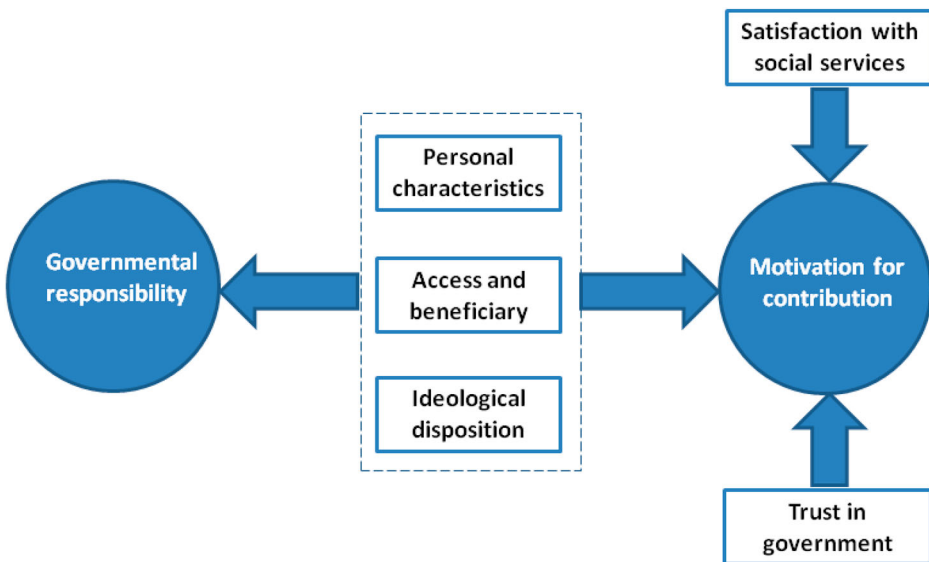 Satisfaction with
social services
Personal
characteristics
Governmental
responsibility
Access and
beneficiary
Motivation for
contribution
Ideological
disposition
Trust in
government